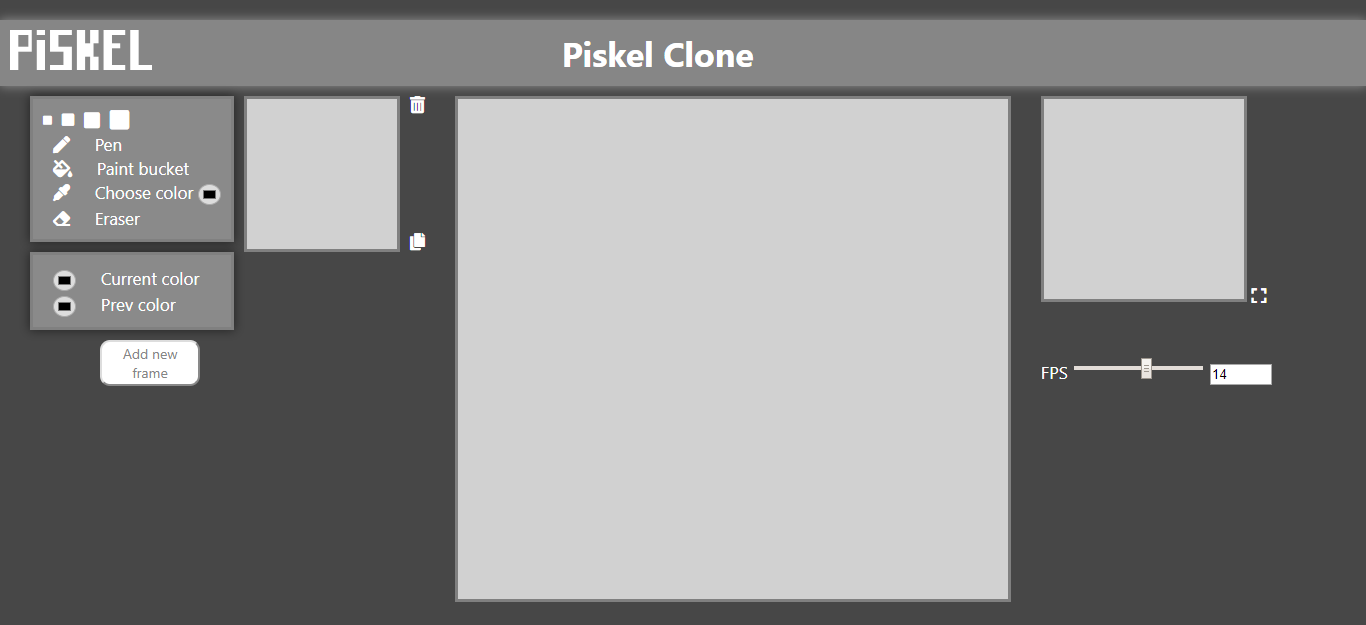 PiSKEL
Piskel Clone
Pen
Paint bucket
Choose color
Eraser
Current color
Prev color
Add new
frame
FPS
14